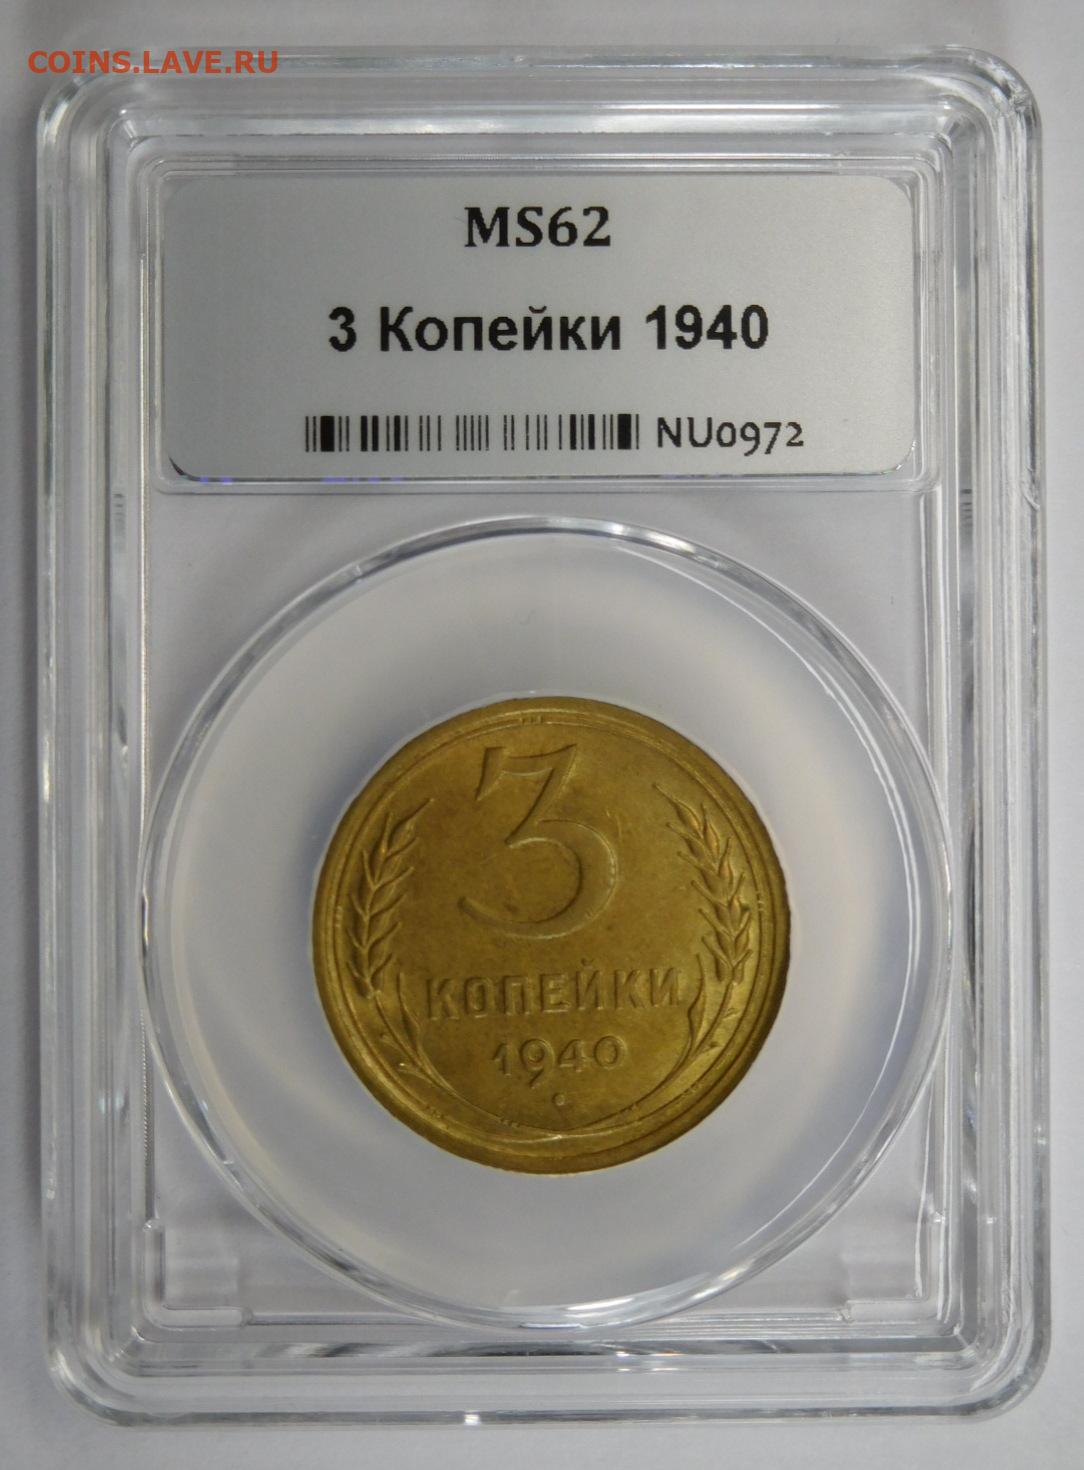 COINS.LAVE.RU
MS62
3 Копейки 1940
NU0972
3
КОПЕЙКИ
1940